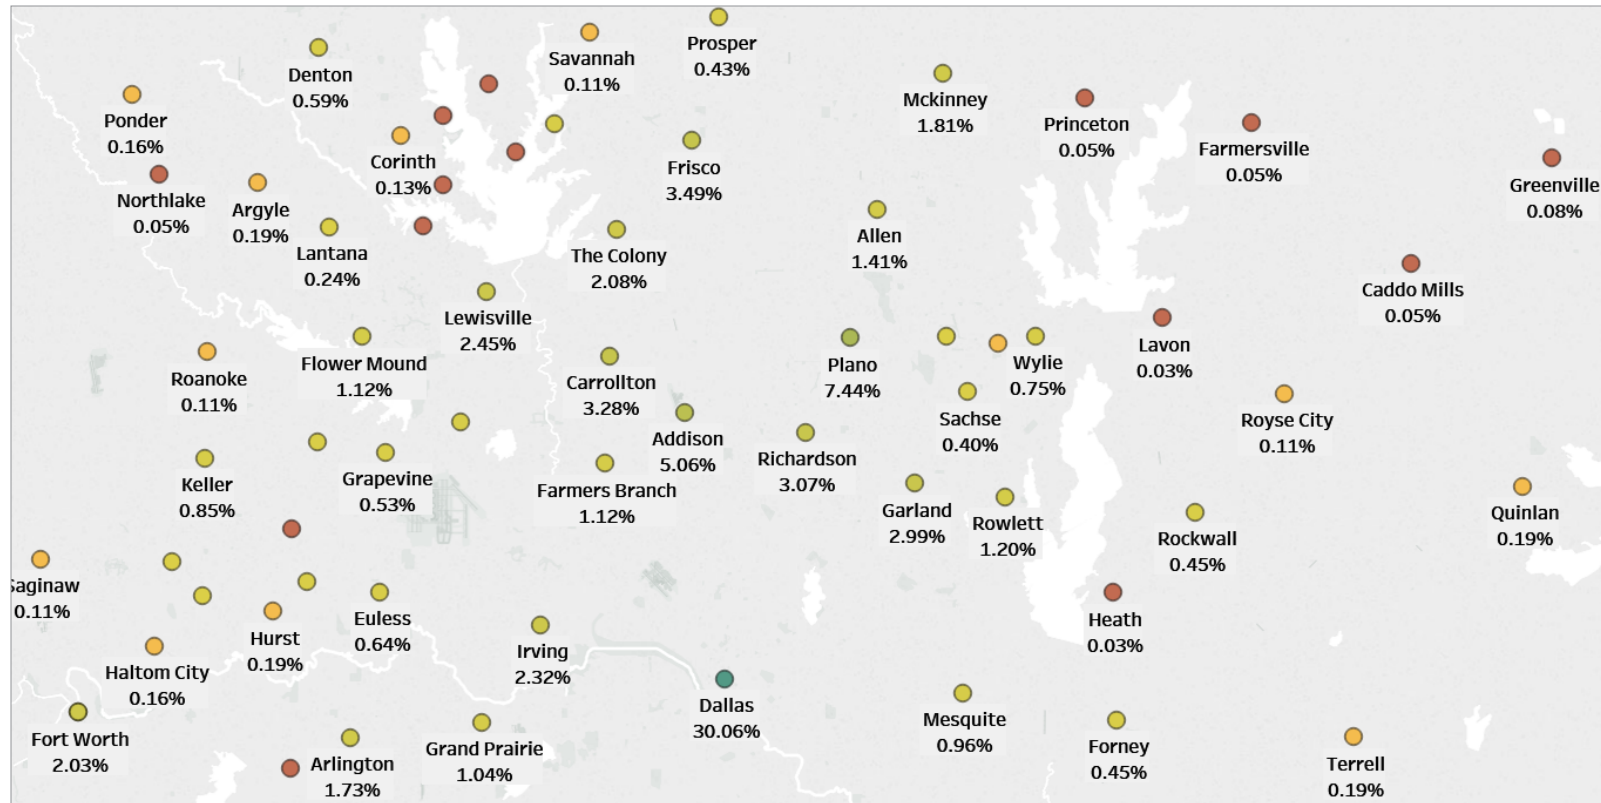 Prosper
0.43%
Savannah
0.11%
Denton
0.59%
Mckinney
1.81%
Ponder
0.16%
Princeton
0.05%
Farmersville
0.05%
Corinth
0.13%
Frisco
3.49%
Greenville
0.08%
Northlake
0.05%
Argyle
0.19%
Lantana
0.24%
The Colony
2.08%
Allen
1.41%
Caddo Mills
0.05%
Lewisville
2.45%
Flower Mound
1.12%
Roanoke
0.11%
Carrollton
3.28%
Plano
7.44%
Wylie
0.75%
Lavon
0.03%
Sachse
0.40%
Royse City
0.11%
Addison
5.06%
Richardson
3.07%
Keller
0.85%
Grapevine
0.53%
Farmers Branch
1.12%
Garland
2.99%
Rowlett
1.20%
Rockwall
0.45%
Quinlan
0.19%
Saginaw
0.11%
Euless
0.64%
Heath
0.03%
Hurst
0.19%
Irving
2.32%
Haltom City
0.16%
Dallas
30.06%
Mesquite
0.96%
Fort Worth
2.03%
Grand Prairie
1.04%
Forney
0.45%
Arlington
1.73%
Terrell
0.19%